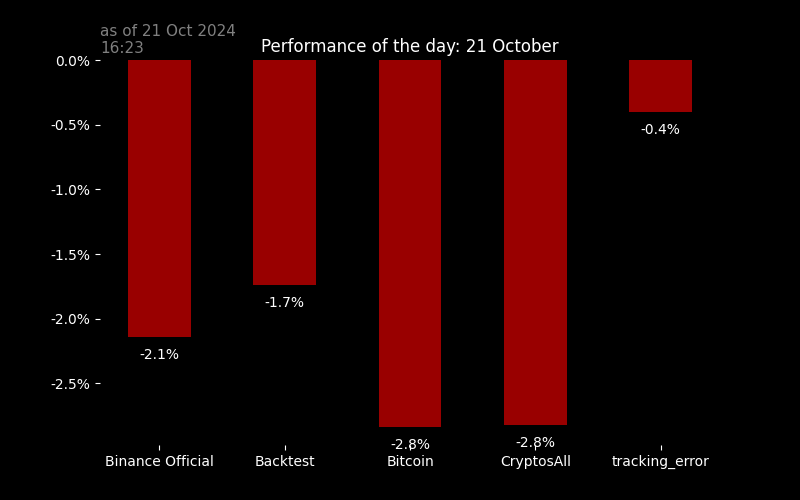 as of 21 Oct 2024
16:23
Performance of the day: 21 October
0.0%
-0.5%
-1.0%
-1.5%
-2.0%
-2.5%
-2.1%
-1.7%
-2.8%
-2.8%
-0.4%
Binance Official
Backtest
Bitcoin
CryptosAll
tracking_error